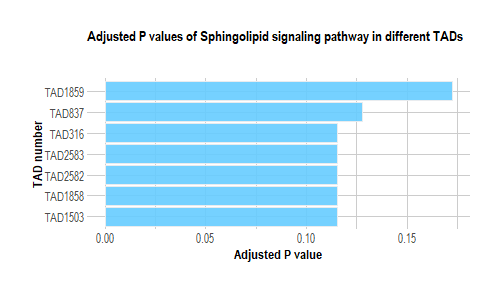 Adjusted P values of Sphingolipid signaling pathway in different TADs
TAD number
TAD1859
TAD837
TAD316
TAD2583
TAD2582
TAD1858
TAD1503
0.00 0.05 0.10 0.15
Adjusted P value